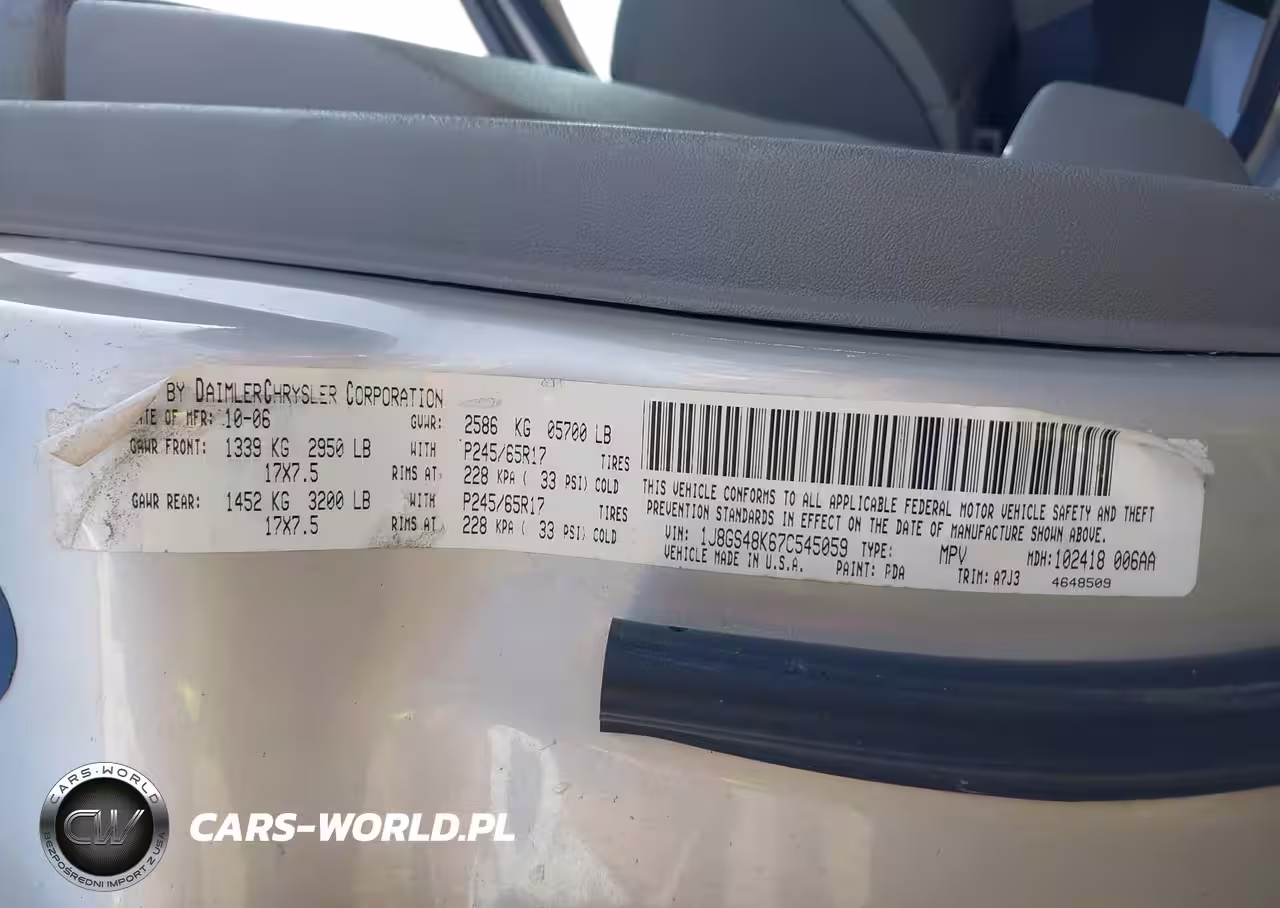 BY DAIMLERCHRYSLER CORPORATION
DATE OF MFR: 10-06 GVWR: 2586 KG 05700 LB
GAWR FRONT: 1339 KG 2950 LB WITH P245/65R17 TIRES
17X7.5 RIMS AT 228 KPA ( 33 PSI) COLD
GAWR REAR: 1452 KG 3200 LB WITH P245/65R17 TIRES
17X7.5 RIMS AT 228 KPA ( 33 PSI) COLD
THIS VEHICLE CONFORMS TO ALL APPLICABLE FEDERAL MOTOR VEHICLE SAFETY AND THEFT
PREVENTION STANDARDS IN EFFECT ON THE DATE OF MANUFACTURE SHOWN ABOVE.
VIN: 1J8GS48K67C545059 TYPE: MPV MDH: 102418 006AA
VEHICLE MADE IN U.S.A. PAINT: PDA TRIM: A7J3 4648509
CARS-WORLD
CW
BEZPOŚREDNI IMPORT Z USA
CARS-WORLD.PL